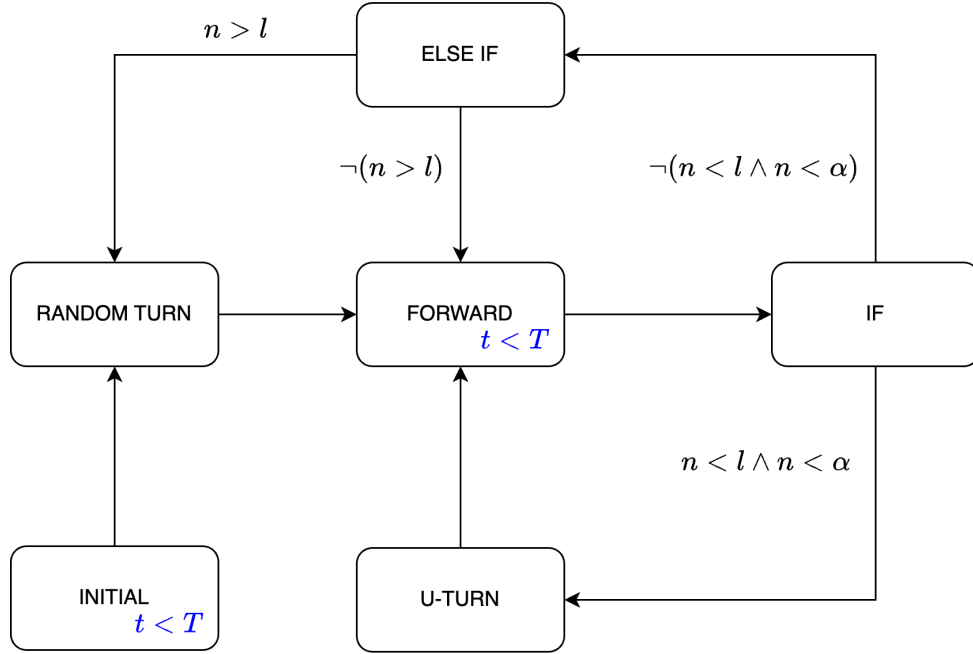 n > l
ELSE IF
¬(n > l)
¬(n < l ∧ n < α)
RANDOM TURN
FORWARD
t < T
IF
n < l ∧ n < α
INITIAL
t < T
U-TURN